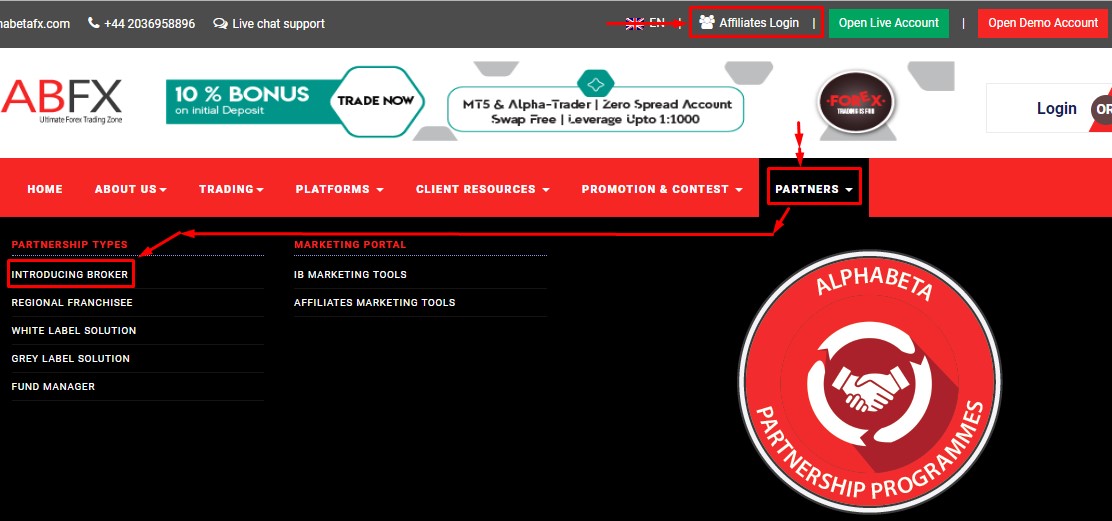 habetafx.com
+44 2036958896
Live chat support
EN
|
Affiliates Login
|
Open Live Account
|
Open Demo Account
ABFX
Ultimate Forex Trading Zone
10 % BONUS
on initial Deposit
TRADE NOW
MT5 & Alpha-Trader | Zero Spread Account
Swap Free | Leverage Upto 1:1000
FOREX
TRADING IS FUN
Login
OR
HOME
ABOUT US
TRADING
PLATFORMS
CLIENT RESOURCES
PROMOTION & CONTEST
PARTNERS
PARTNERSHIP TYPES
INTRODUCING BROKER
REGIONAL FRANCHISEE
WHITE LABEL SOLUTION
GREY LABEL SOLUTION
FUND MANAGER
MARKETING PORTAL
IB MARKETING TOOLS
AFFILIATES MARKETING TOOLS
ALPHABETA
PARTNERSHIP PROGRAMMES